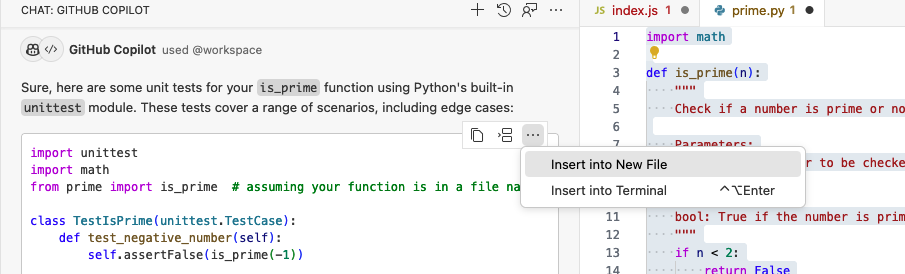 CHAT: GITHUB COPILOT
GitHub Copilot used @workspace
Sure, here are some unit tests for your is_prime function using Python's built-in
unittest module. These tests cover a range of scenarios, including edge cases:
import unittest
import math
from prime import is_prime  # assuming your function is in a file na
class TestIsPrime(unittest.TestCase):
    def test_negative_number(self):
        self.assertFalse(is_prime(-1))
Insert into New File
Insert into Terminal ^⌥Enter
JS index.js 1
prime.py 1
1 import math
2
3 def is_prime(n):
4     """
5     Check if a number is prime or no
6
7     Parameters:
r to be checke
11     bool: True if the number is prim
12     """
13     if n < 2:
14         return False